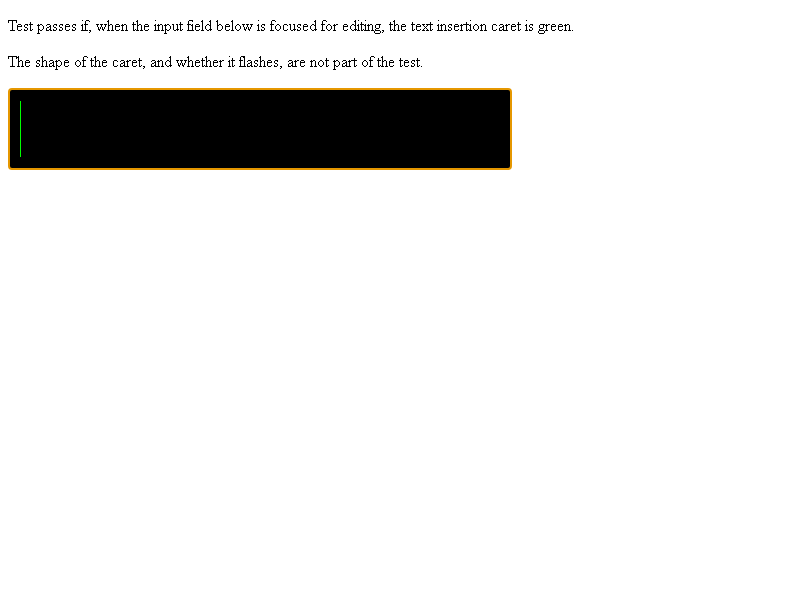 Test passes if, when the input field below is focused for editing, the text insertion caret is green.
The shape of the caret, and whether it flashes, are not part of the test.